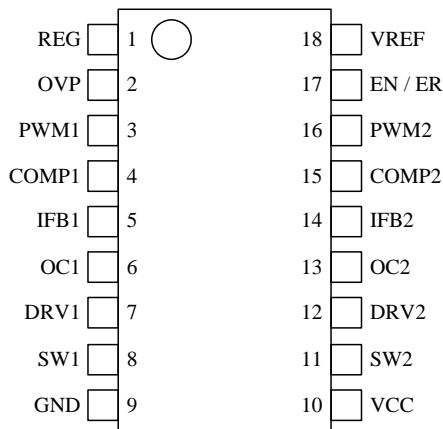 REG 1 18 VREF
OVP 2 17 EN / ER
PWM1 3 16 PWM2
COMP1 4 15 COMP2
IFB1 5 14 IFB2
OC1 6 13 OC2
DRV1 7 12 DRV2
SW1 8 11 SW2
GND 9 10 VCC